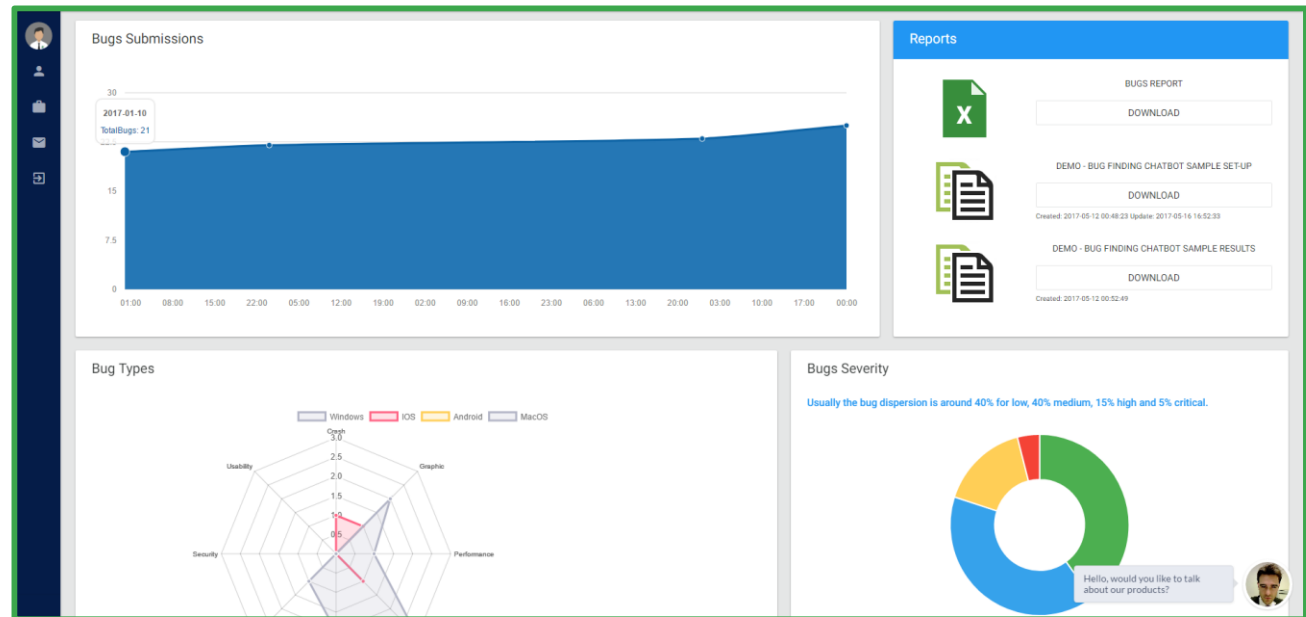 Bugs Submissions
30
2017-01-10
TotalBugs: 21
22.5
15
7.5
0
01:00 08:00 15:00 22:00 05:00 12:00 19:00 02:00 09:00 16:00 23:00 06:00 13:00 20:00 03:00 10:00 17:00 00:00
Reports
X
BUGS REPORT
DOWNLOAD
DEMO - BUG FINDING CHATBOT SAMPLE SET-UP
DOWNLOAD
Created: 2017-05-12 00:48:23 Update: 2017-05-16 16:52:33
DEMO - BUG FINDING CHATBOT SAMPLE RESULTS
DOWNLOAD
Created: 2017-05-12 00:52:49
Bug Types
Windows IOS Android MacOS
Crash
3.0
2.5
Usability
Graphic
2.0
1.5
1.0
0.5
Security
Performance
Bugs Severity
Usually the bug dispersion is around 40% for low, 40% medium, 15% high and 5% critical.
Hello, would you like to talk
about our products?